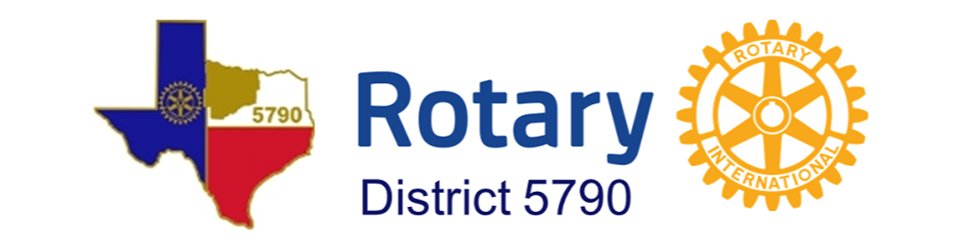 5790
Rotary
District 5790
ROTARY
INTERNATIONAL